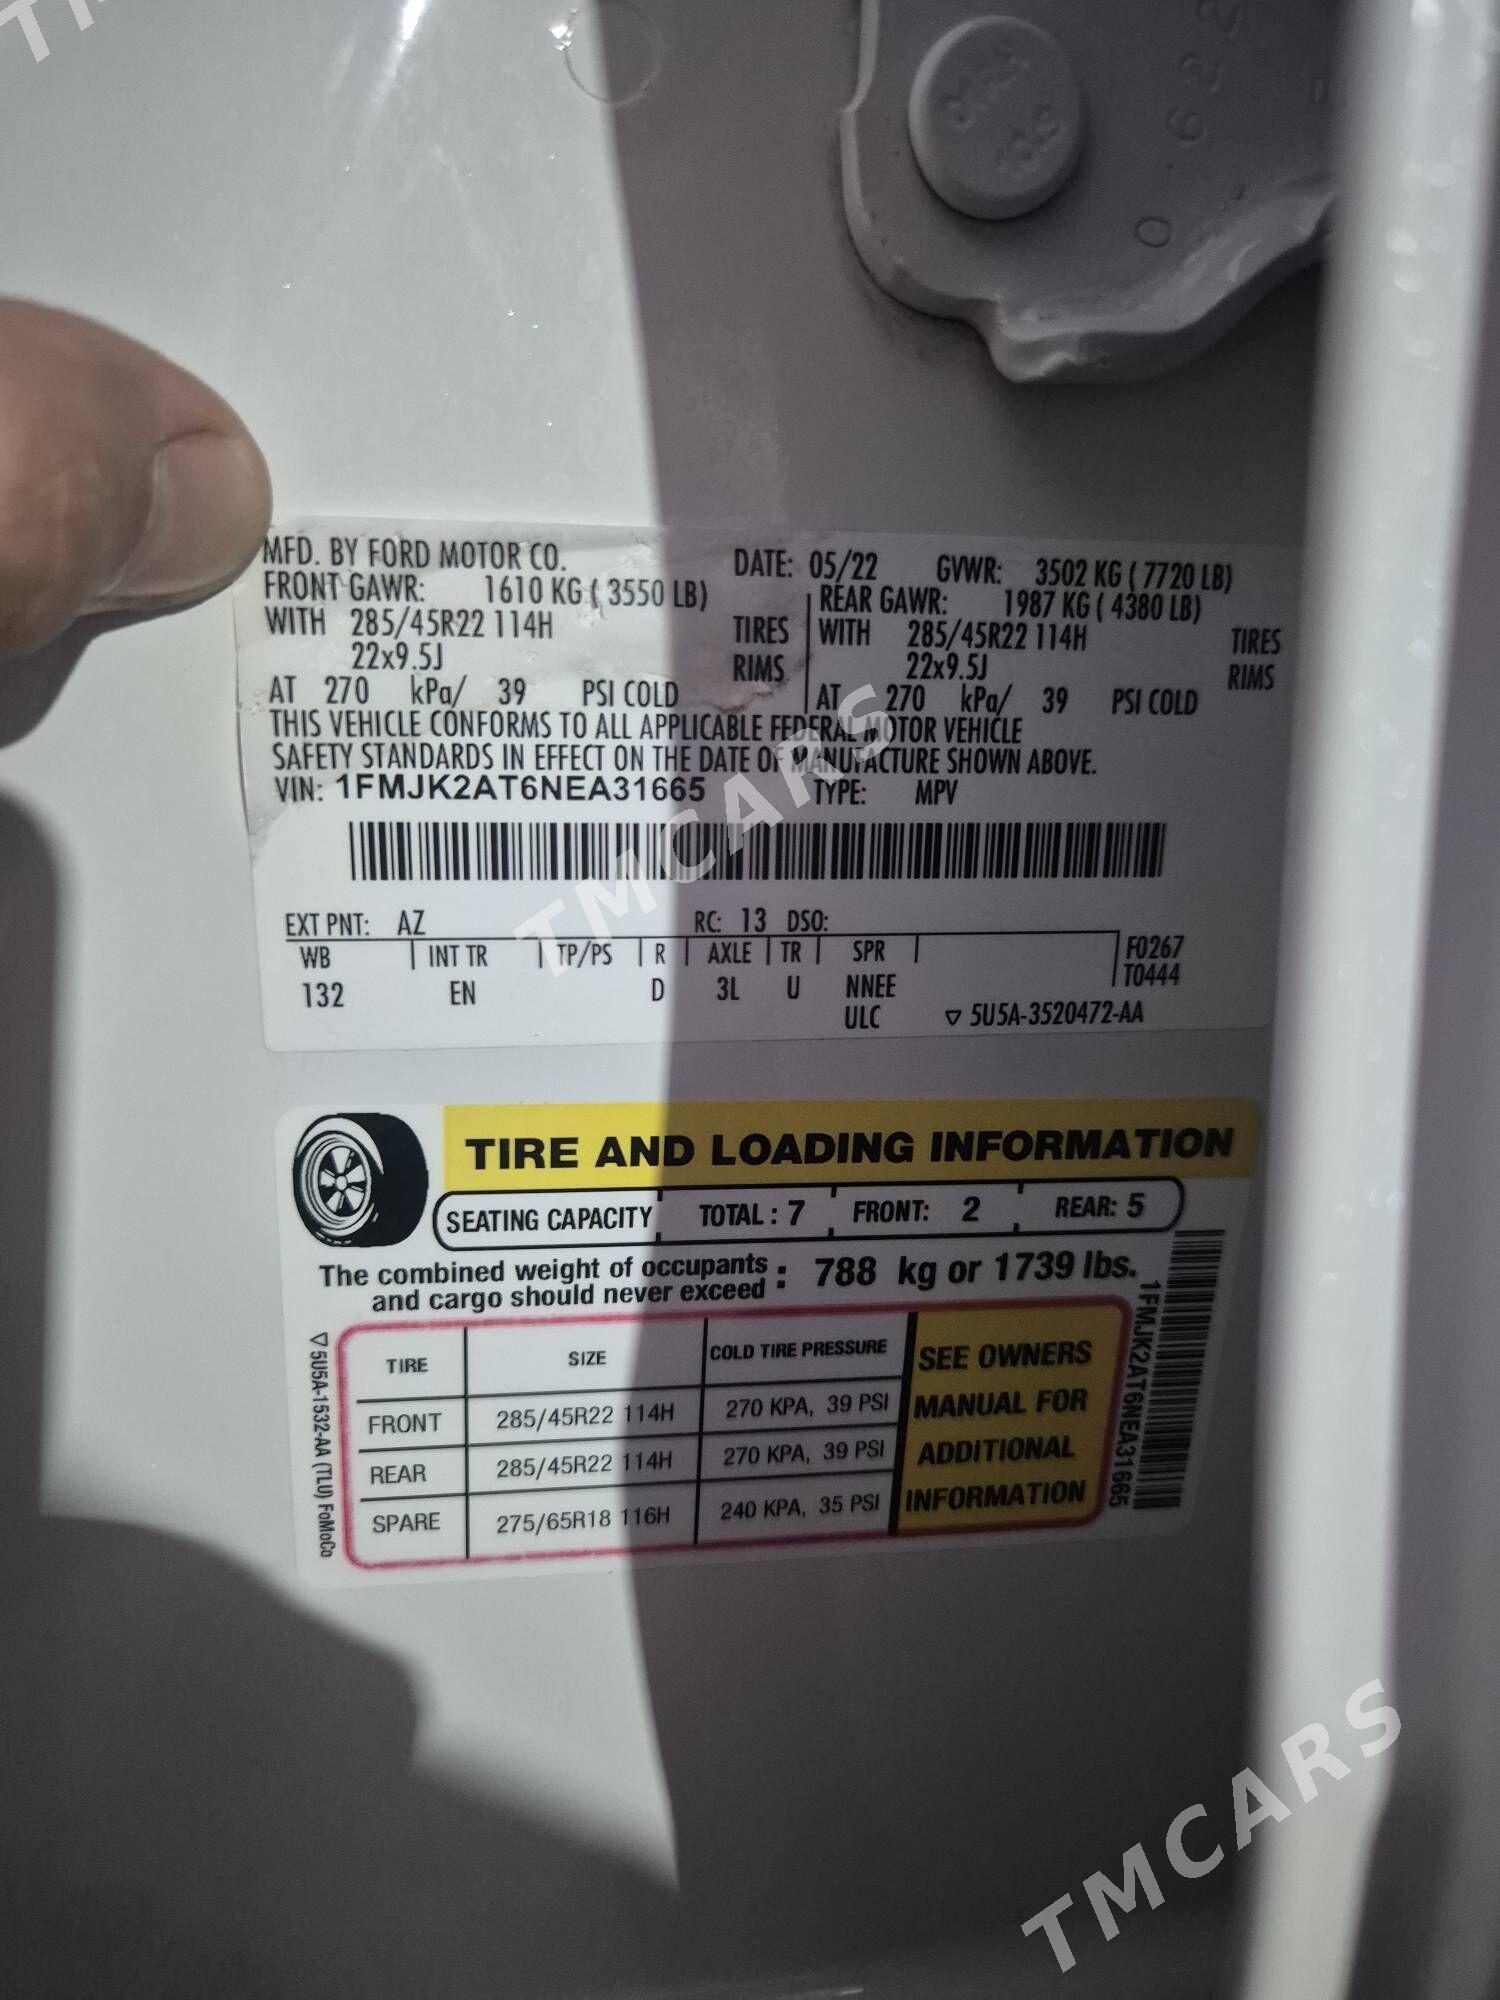 MFD. BY FORD MOTOR CO. DATE: 05/22 GVWR: 3502 KG ( 7720 LB)
FRONT GAWR: 1610 KG ( 3550 LB) REAR GAWR: 1987 KG ( 4380 LB)
WITH 285/45R22 114H TIRES WITH 285/45R22 114H TIRES
22x9.5J RIMS 22x9.5J RIMS
AT 270 kPa/ 39 PSI COLD AT 270 kPa/ 39 PSI COLD
THIS VEHICLE CONFORMS TO ALL APPLICABLE FEDERAL MOTOR VEHICLE
SAFETY STANDARDS IN EFFECT ON THE DATE OF MANUFACTURE SHOWN ABOVE.
VIN: 1FMJK2AT6NEA31665 TYPE: MPV
EXT PNT: AZ RC: 13 DSO:
WB INT TR TP/PS R AXLE TR SPR F0267
132 EN D 3L U NNEE T0444
ULC ▽ 5U5A-3520472-AA
TIRE AND LOADING INFORMATION
SEATING CAPACITY TOTAL : 7 FRONT: 2 REAR: 5
The combined weight of occupants
and cargo should never exceed : 788 kg or 1739 lbs.
TIRE SIZE COLD TIRE PRESSURE
FRONT 285/45R22 114H 270 KPA, 39 PSI
REAR 285/45R22 114H 270 KPA, 39 PSI
SPARE 275/65R18 116H 240 KPA, 35 PSI
SEE OWNERS
MANUAL FOR
ADDITIONAL
INFORMATION
▽ 5U5A-1532-AA (TLU) FoMoCo
1FMJK2AT6NEA31665
TMCARS
TMCARS